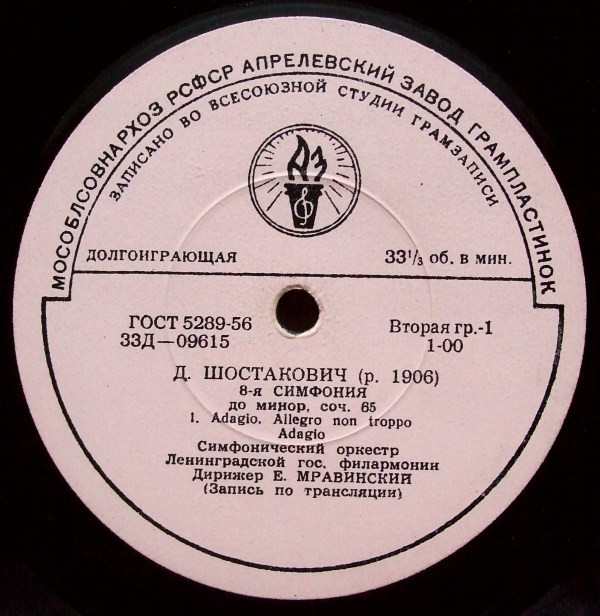 МОСОБЛСОВНАРХОЗ РСФСР АПРЕЛЕВСКИЙ ЗАВОД ГРАМПЛАСТИНОК
ЗАПИСАНО ВО ВСЕСОЮЗНОЙ СТУДИИ ГРАМЗАПИСИ
АЗ
ДОЛГОИГРАЮЩАЯ 33⅓ об. в мин.
ГОСТ 5289-56 Вторая гр.-1
33Д—09615 1-00
Д. ШОСТАКОВИЧ (р. 1906)
8-я СИМФОНИЯ
до минор, соч. 65
1. Adagio. Allegro non troppo
Adagio
Симфонический оркестр
Ленинградской гос. филармонии
Дирижер Е. МРАВИНСКИЙ
(Запись по трансляции)